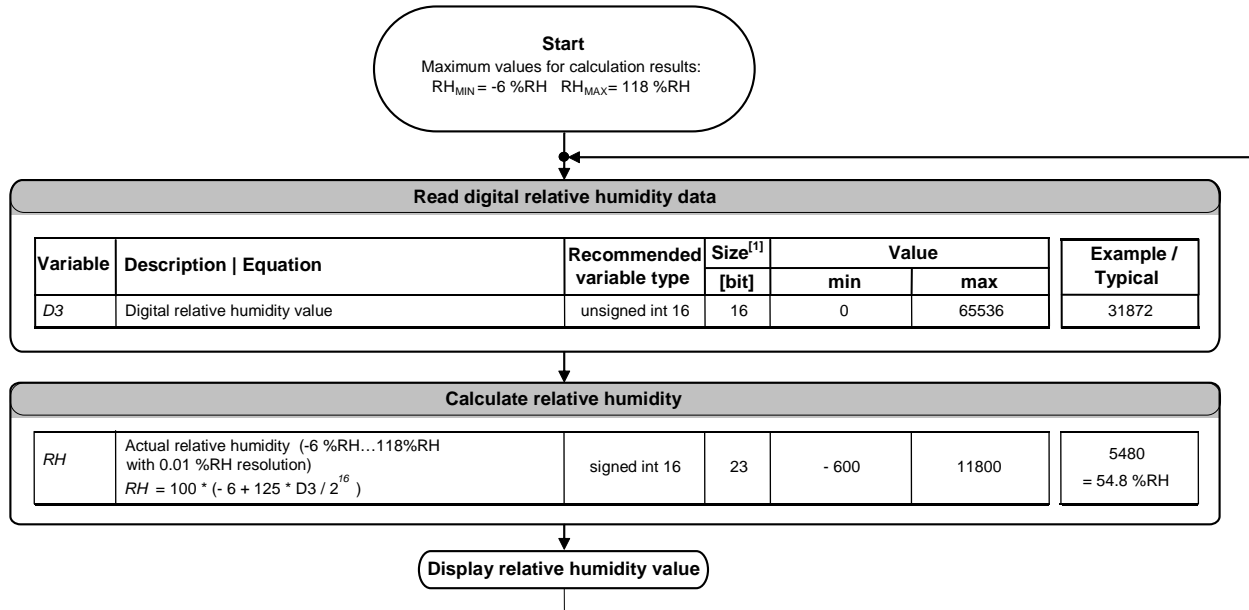 Start
Maximum values for calculation results:
RH_MIN = -6 %RH RH_MAX= 118 %RH
Read digital relative humidity data
Variable Description | Equation Recommended variable type Size[1] [bit] Value min max Example / Typical
D3 Digital relative humidity value unsigned int 16 16 0 65536 31872
Calculate relative humidity
RH
Actual relative humidity (-6 %RH…118%RH
with 0.01 %RH resolution)
RH = 100 * (- 6 + 125 * D3 / 2^16 )
signed int 16 23 - 600 11800
5480
= 54.8 %RH
Display relative humidity value